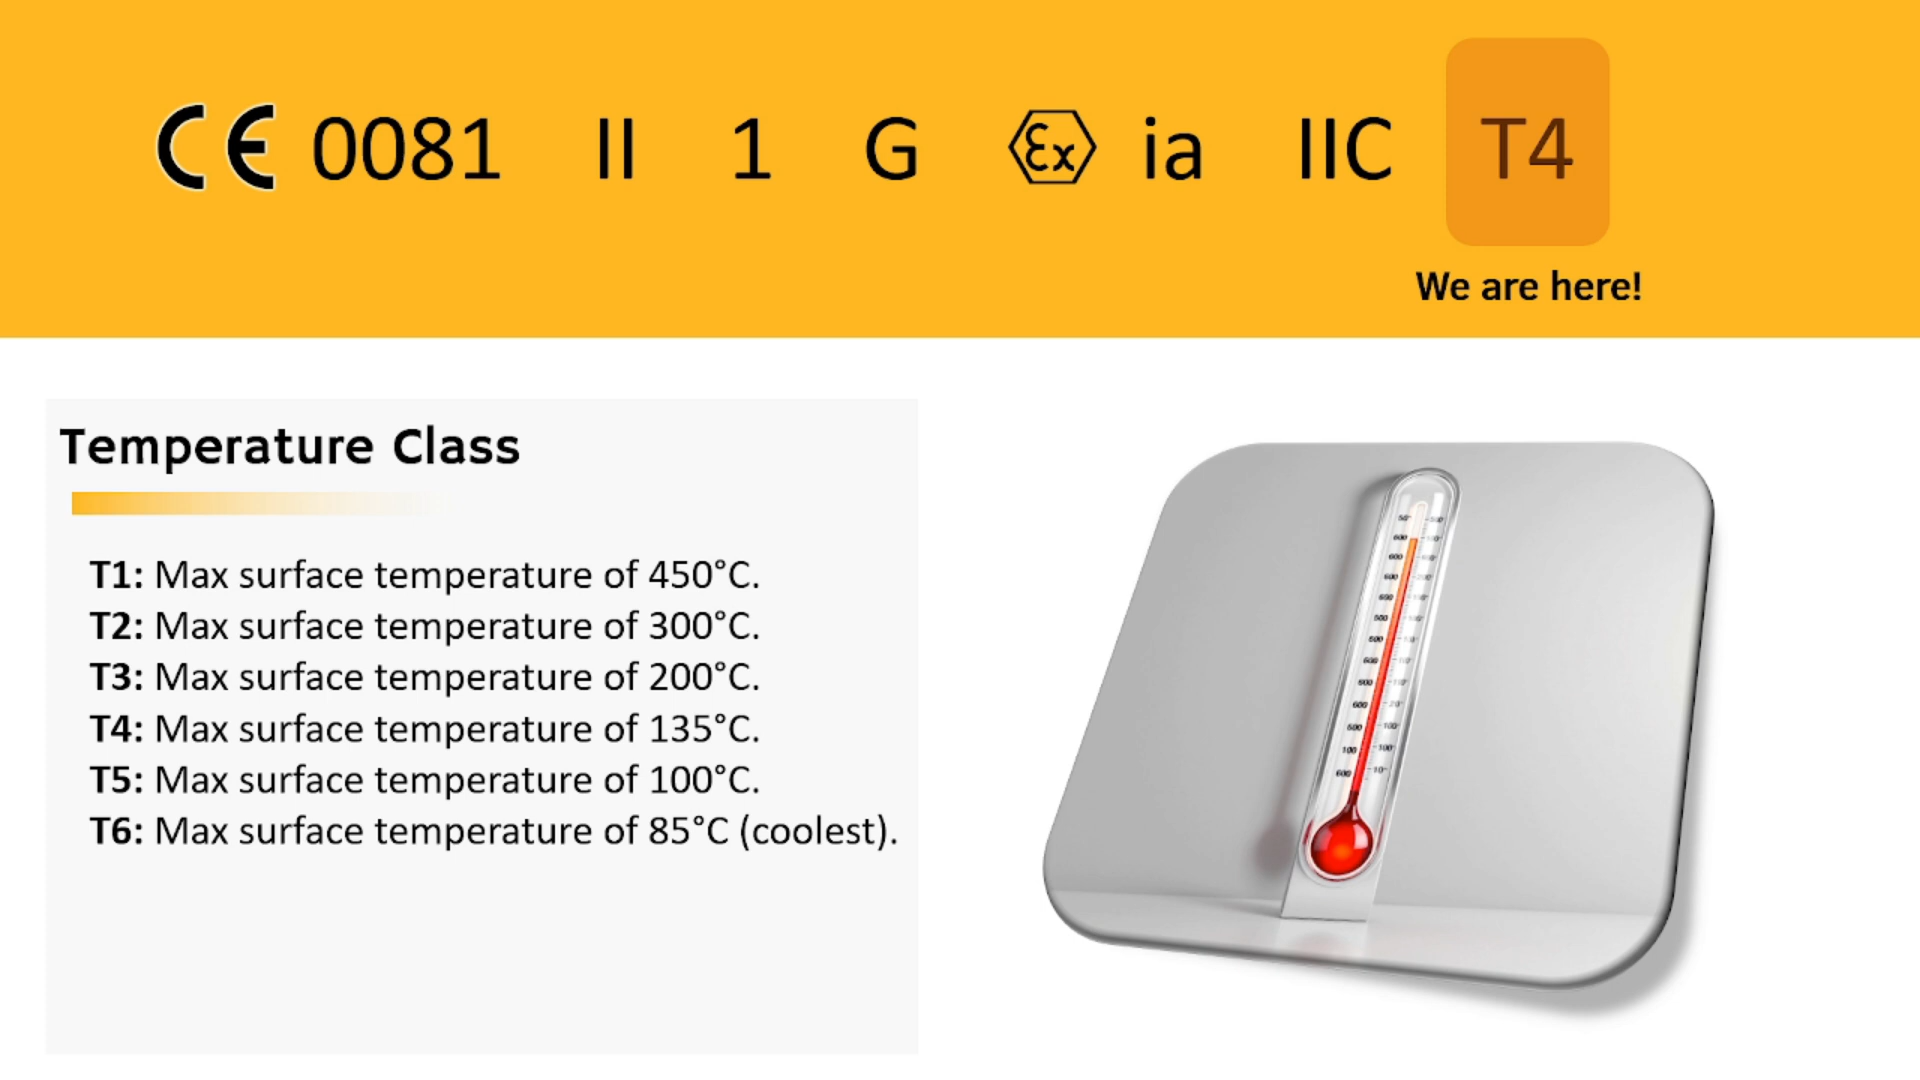 CE 0081 II 1 G Ex ia IIC T4
We are here!
Temperature Class
T1: Max surface temperature of 450°C.
T2: Max surface temperature of 300°C.
T3: Max surface temperature of 200°C.
T4: Max surface temperature of 135°C.
T5: Max surface temperature of 100°C.
T6: Max surface temperature of 85°C (coolest).